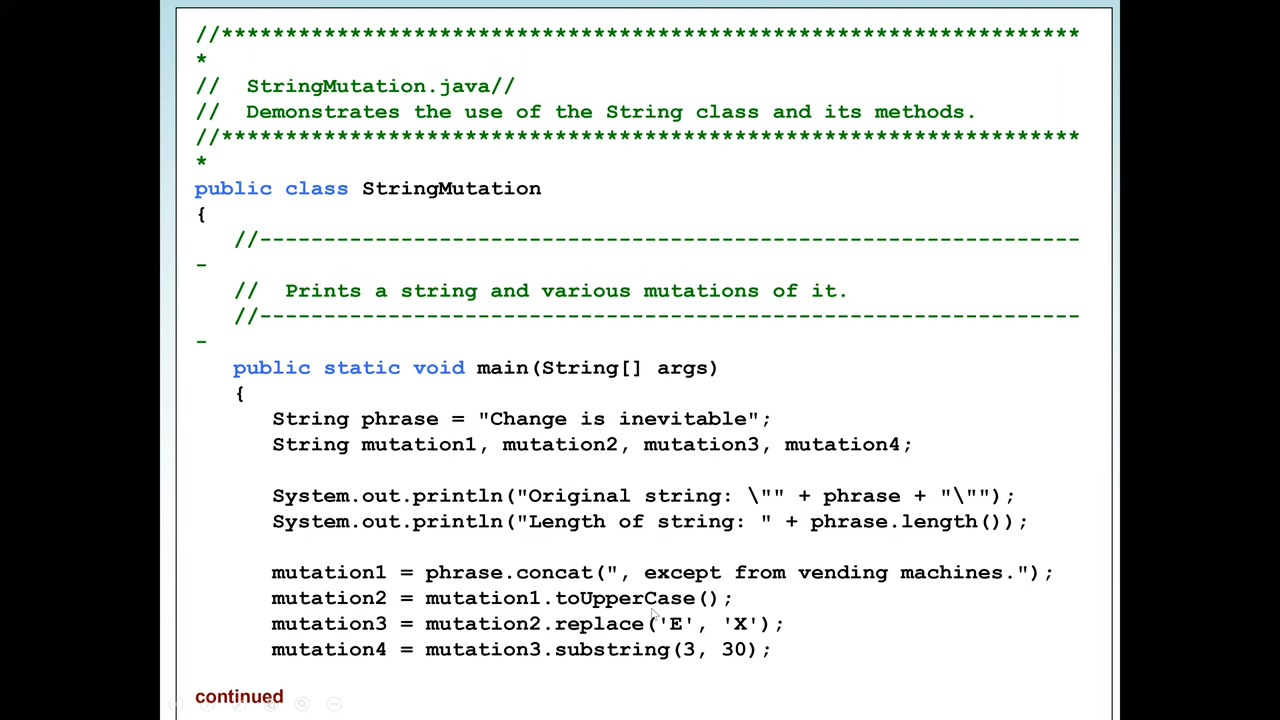 //*******************************************************************
*
//  StringMutation.java//
//  Demonstrates the use of the String class and its methods.
//*******************************************************************
*
public class StringMutation
{
   //----------------------------------------------------------------
-
   //  Prints a string and various mutations of it.
   //----------------------------------------------------------------
-
   public static void main(String[] args)
   {
      String phrase = "Change is inevitable";
      String mutation1, mutation2, mutation3, mutation4;
      System.out.println("Original string: \"" + phrase + "\"");
      System.out.println("Length of string: " + phrase.length());
      mutation1 = phrase.concat(", except from vending machines.");
      mutation2 = mutation1.toUpperCase();
      mutation3 = mutation2.replace('E', 'X');
      mutation4 = mutation3.substring(3, 30);
continued